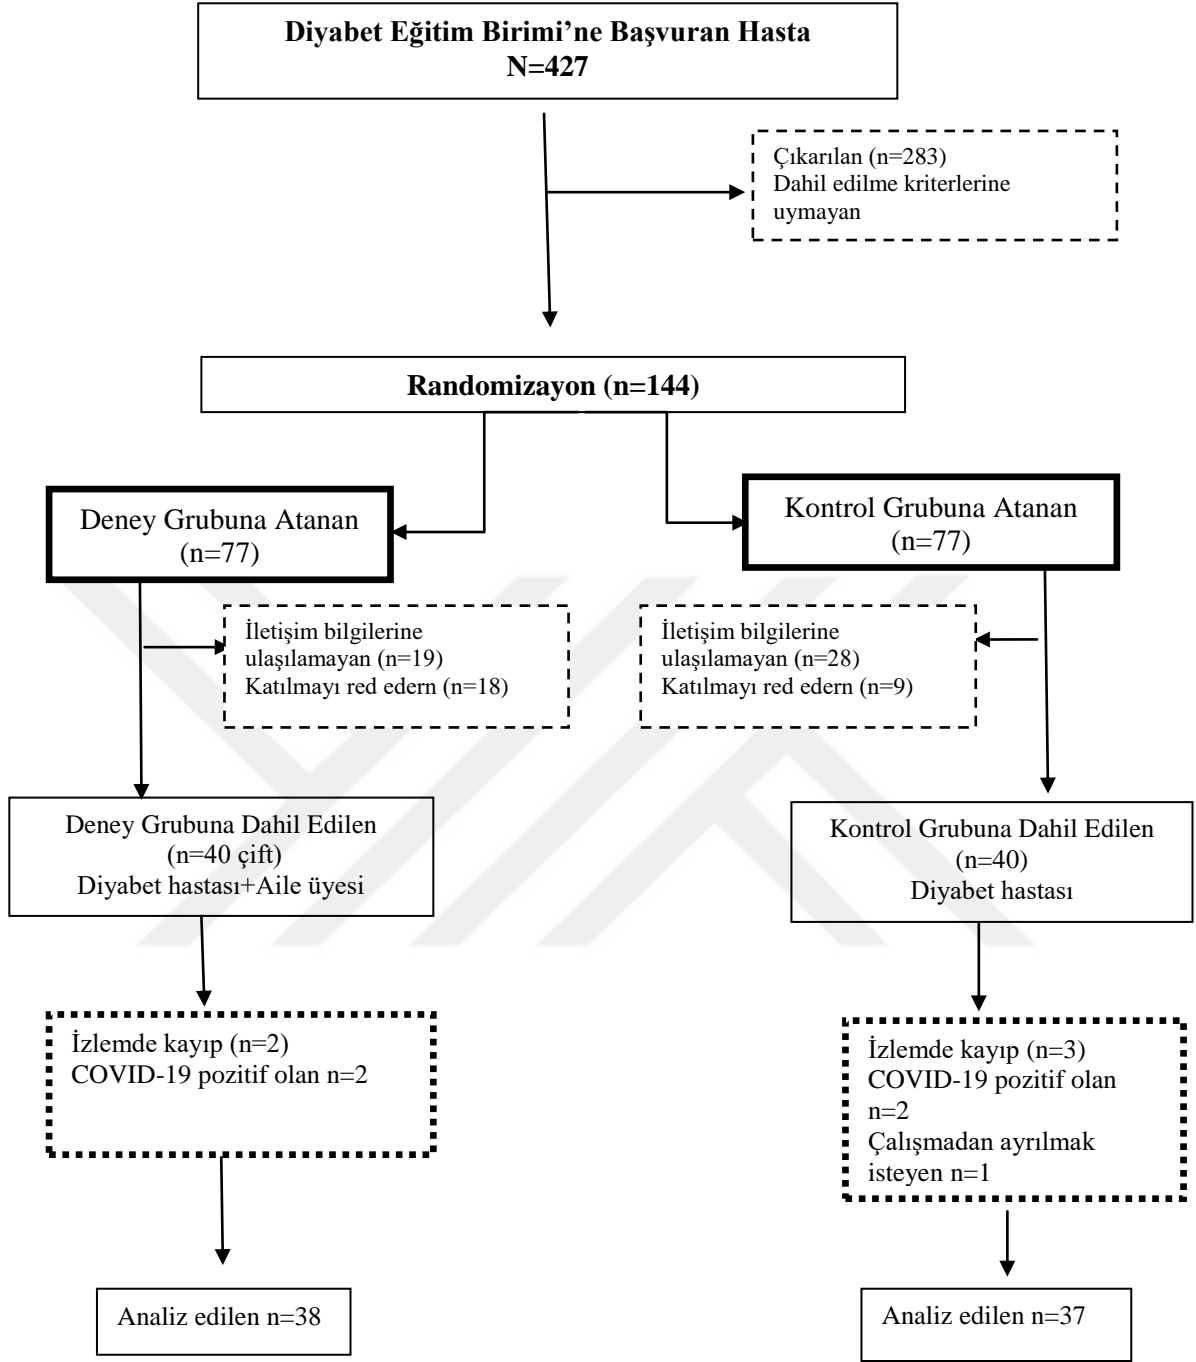 Diyabet Eğitim Birimi’ne Başvuran Hasta
N=427
Çıkarılan (n=283)
Dahil edilme kriterlerine
uymayan
Randomizayon (n=144)
Deney Grubuna Atanan
(n=77)
Kontrol Grubuna Atanan
(n=77)
İletişim bilgilerine
ulaşılamayan (n=19)
Katılmayı red edern (n=18)
İletişim bilgilerine
ulaşılamayan (n=28)
Katılmayı red edern (n=9)
Deney Grubuna Dahil Edilen
(n=40 çift)
Diyabet hastası+Aile üyesi
Kontrol Grubuna Dahil Edilen
(n=40)
Diyabet hastası
İzlemde kayıp (n=2)
COVID-19 pozitif olan n=2
İzlemde kayıp (n=3)
COVID-19 pozitif olan
n=2
Çalışmadan ayrılmak
isteyen n=1
Analiz edilen n=38
Analiz edilen n=37